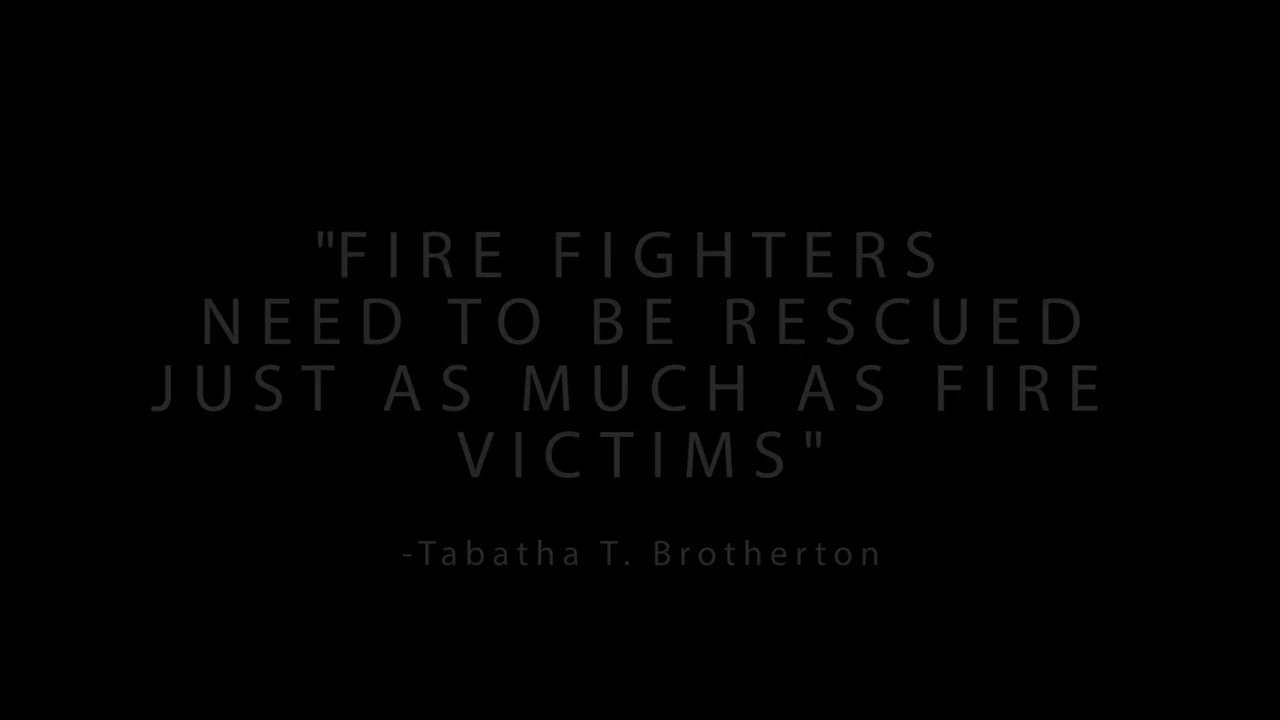 "FIRE FIGHTERS
NEED TO BE RESCUED
JUST AS MUCH AS FIRE
VICTIMS"
-Tabatha T. Brotherton